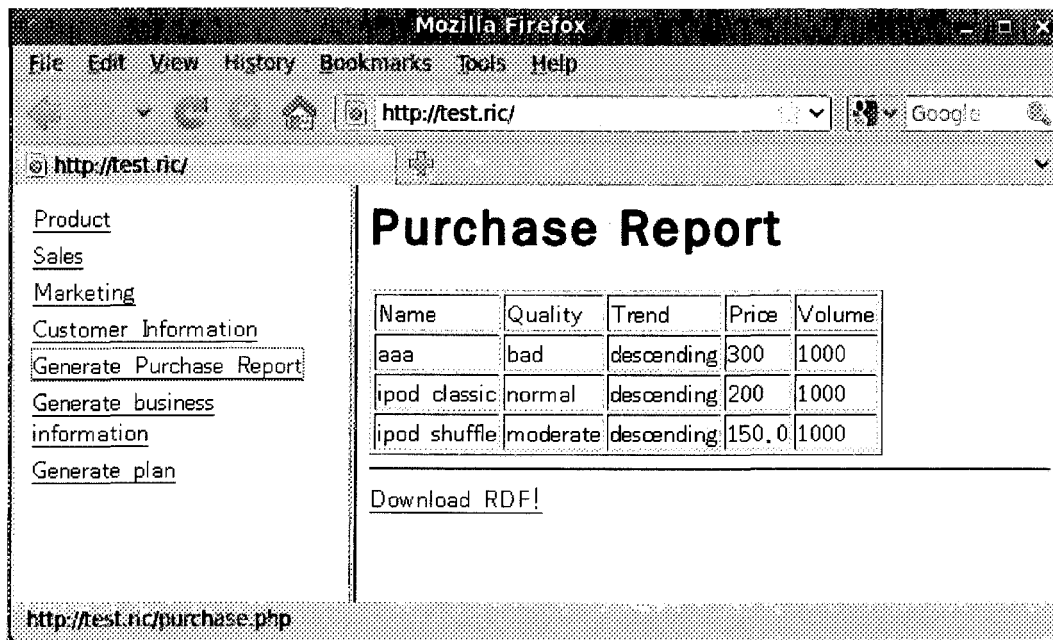 Mozilla Firefox
File Edit View History Bookmarks Tools Help
http://test.ric/
Google
http://test.ric/
Product
Sales
Marketing
Customer Information
Generate Purchase Report
Generate business
information
Generate plan
Purchase Report
Name Quality Trend Price Volume
aaa bad descending 300 1000
ipod classic normal descending 200 1000
ipod shuffle moderate descending 150.0 1000
Download RDF!
http://test.ric/purchase.php